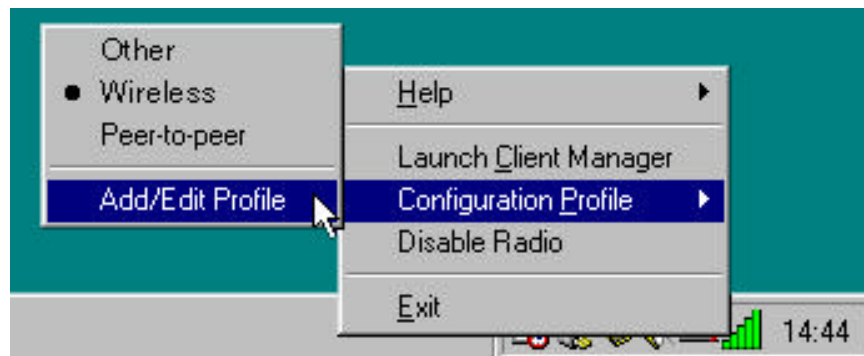 Other
Wireless
Peer-to-peer
Add/Edit Profile
Help
Launch Client Manager
Configuration Profile
Disable Radio
Exit
14:44